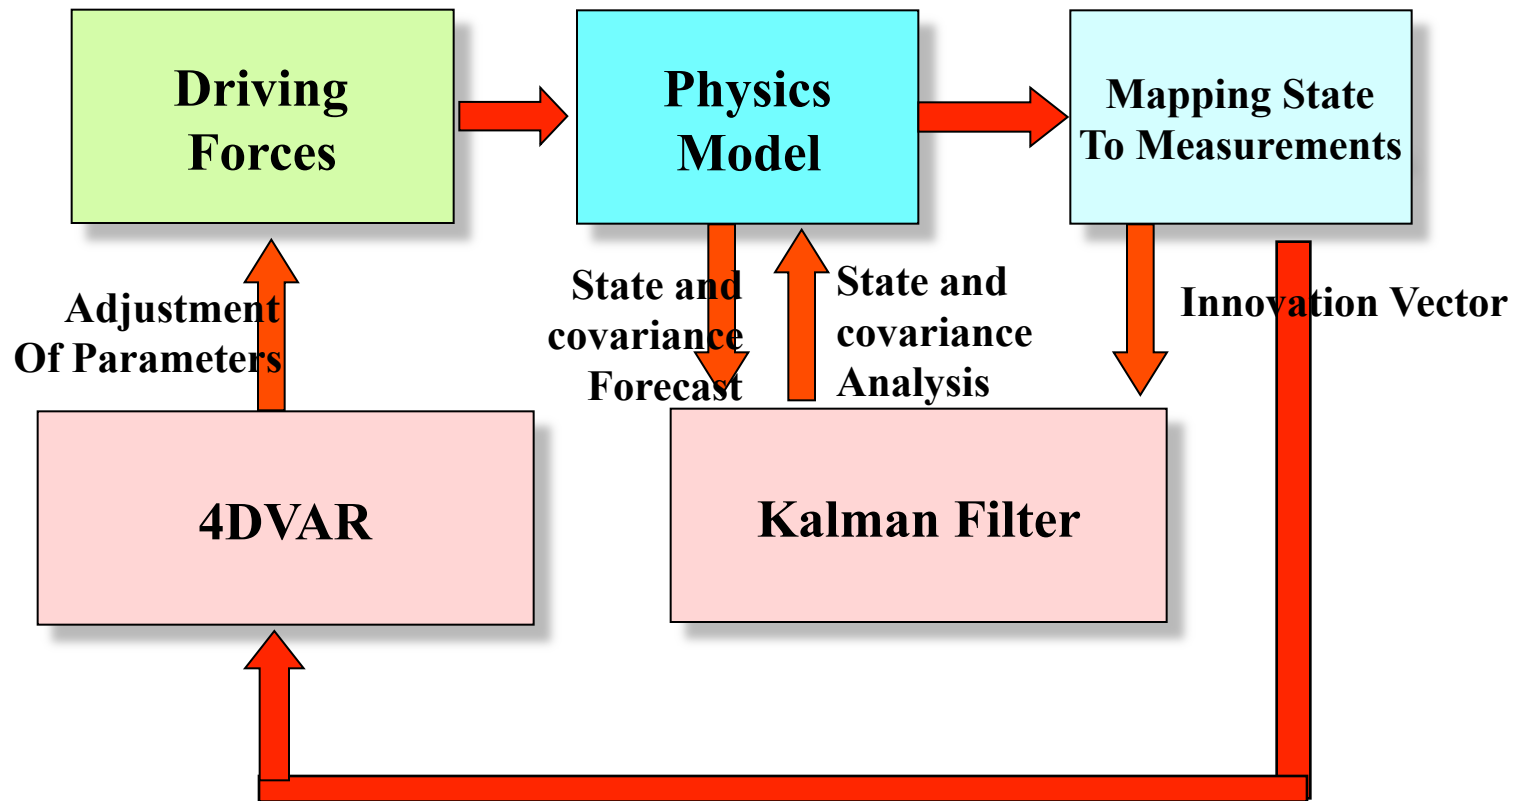 Driving
Forces
Physics
Model
Mapping State
To Measurements
Adjustment
Of Parameters
State and
covariance
Forecast
State and
covariance
Analysis
Innovation Vector
4DVAR
Kalman Filter